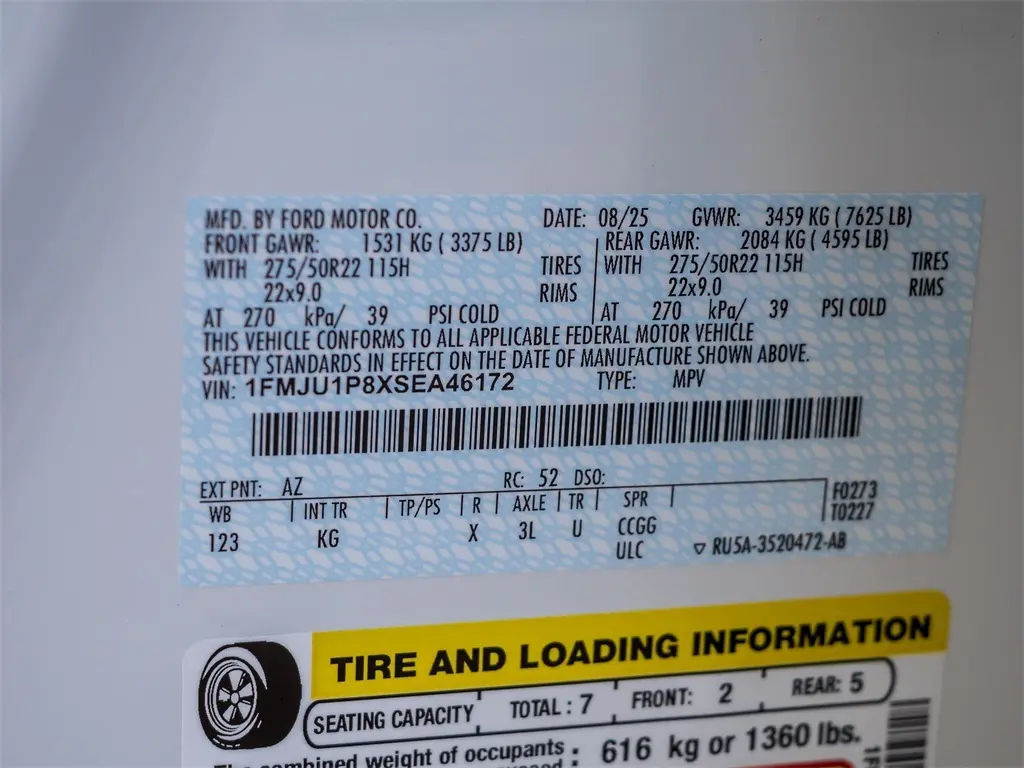 MFD. BY FORD MOTOR CO. DATE: 08/25 GVWR: 3459 KG ( 7625 LB)
FRONT GAWR: 1531 KG ( 3375 LB) REAR GAWR: 2084 KG ( 4595 LB)
WITH 275/50R22 115H TIRES WITH 275/50R22 115H TIRES
22x9.0 RIMS 22x9.0 RIMS
AT 270 kPa/ 39 PSI COLD AT 270 kPa/ 39 PSI COLD
THIS VEHICLE CONFORMS TO ALL APPLICABLE FEDERAL MOTOR VEHICLE
SAFETY STANDARDS IN EFFECT ON THE DATE OF MANUFACTURE SHOWN ABOVE.
VIN: 1FMJU1P8XSEA46172 TYPE: MPV
EXT PNT: AZ RC: 52 DSO:
WB INT TR TP/PS R AXLE TR SPR F0273
123 KG X 3L U CCGG T0227
ULC ▽ RU5A-3520472-AB
TIRE AND LOADING INFORMATION
SEATING CAPACITY TOTAL : 7 FRONT: 2 REAR: 5
combined weight of occupants : 616 kg or 1360 lbs.